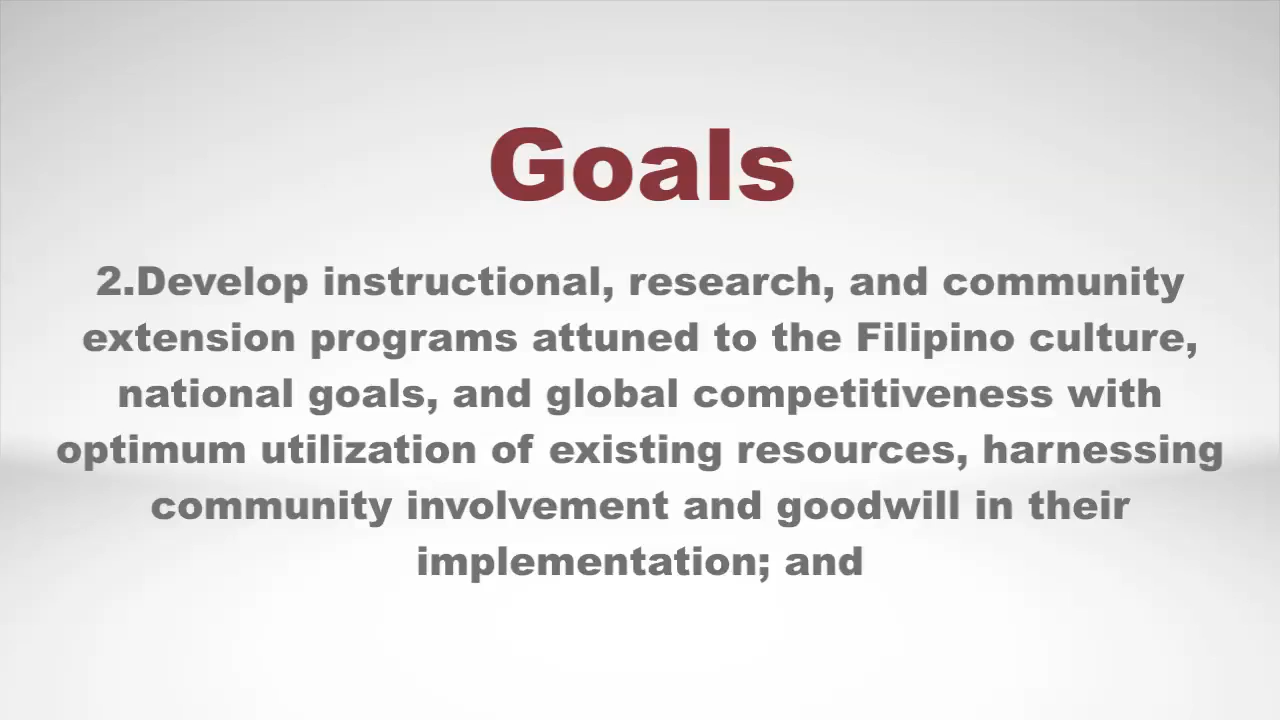 Goals
2.Develop instructional, research, and community
extension programs attuned to the Filipino culture,
national goals, and global competitiveness with
optimum utilization of existing resources, harnessing
community involvement and goodwill in their
implementation; and